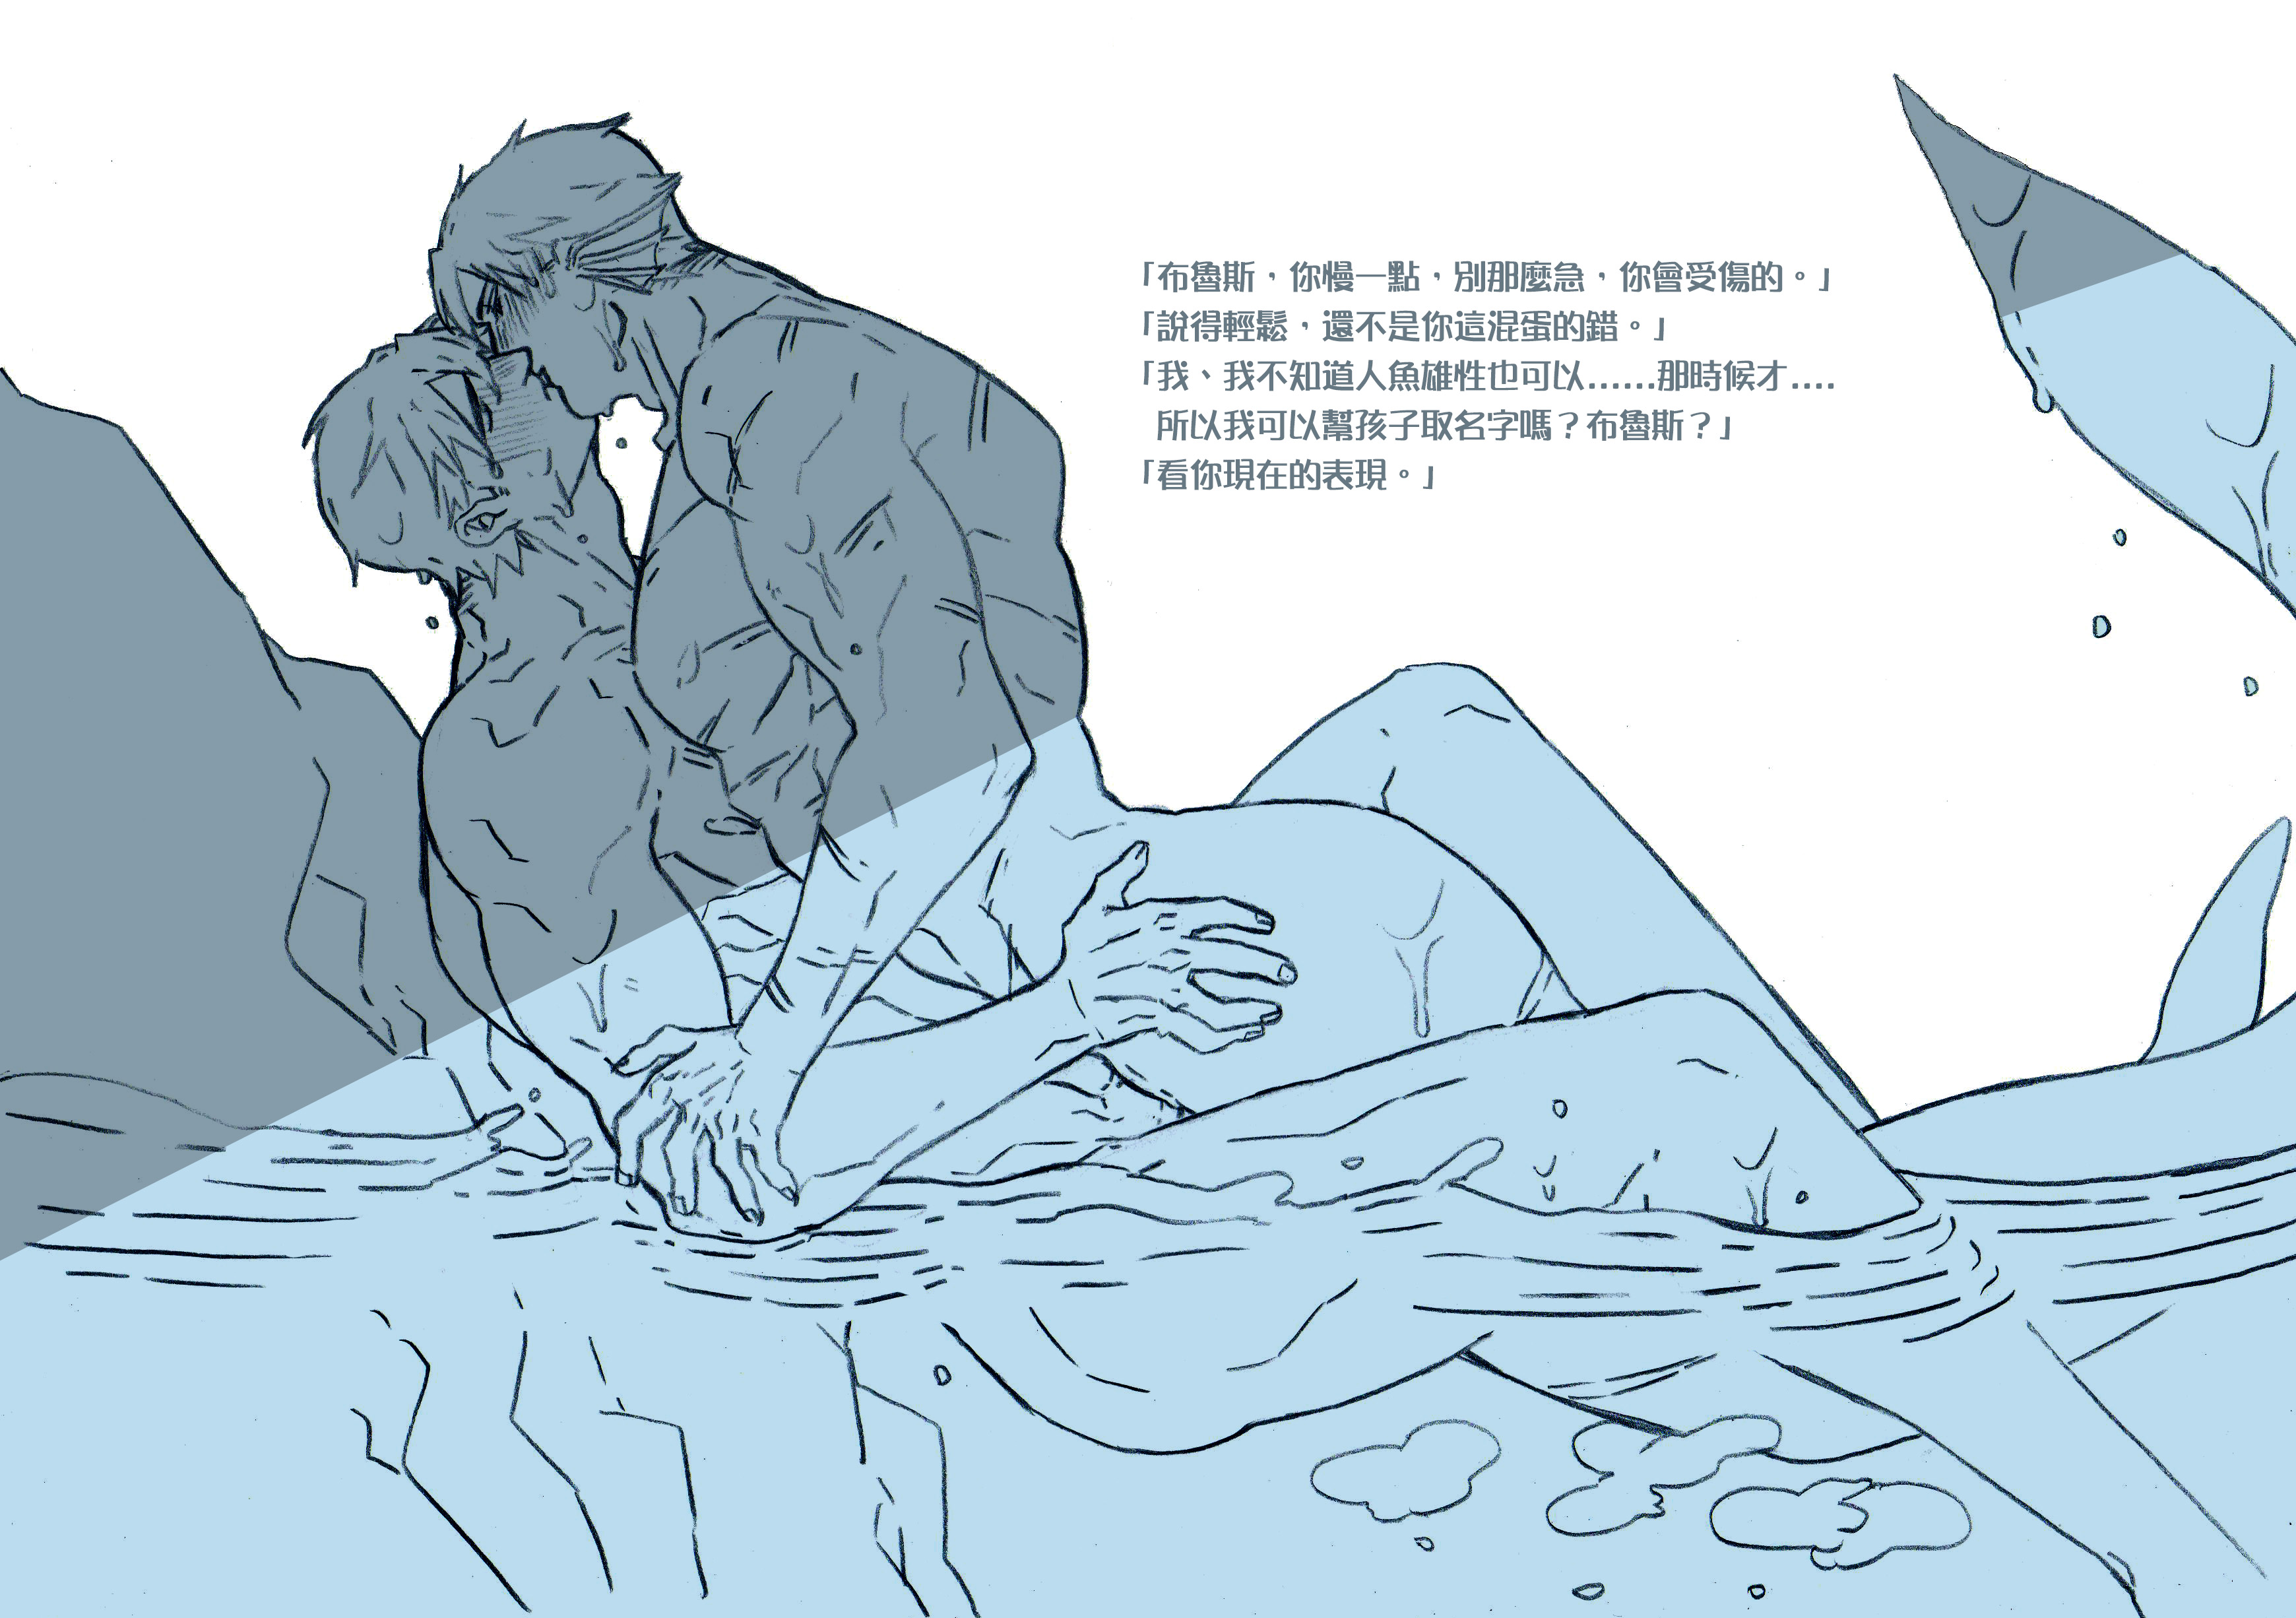 「布魯斯，你慢一點，別那麼急，你會受傷的。」
「說得輕鬆，還不是你這混蛋的錯。」
「我、我不知道人魚雄性也可以......那時候才....
所以我可以幫孩子取名字嗎？布魯斯？」
「看你現在的表現。」